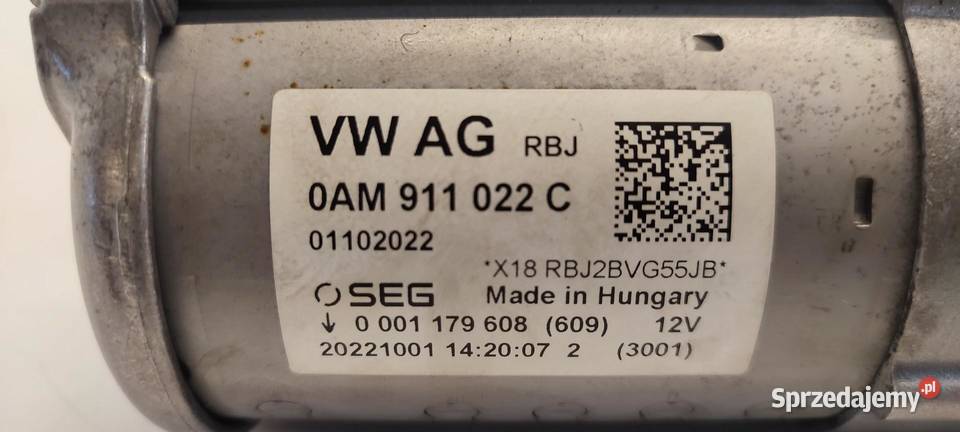 VW AG RBJ
0AM 911 022 C
01102022
*X18 RBJ2BVG55JB*
SEG Made in Hungary
↓ 0 001 179 608 (609) 12V
20221001 14:20:07 2 (3001)
Sprzedajemy.pl